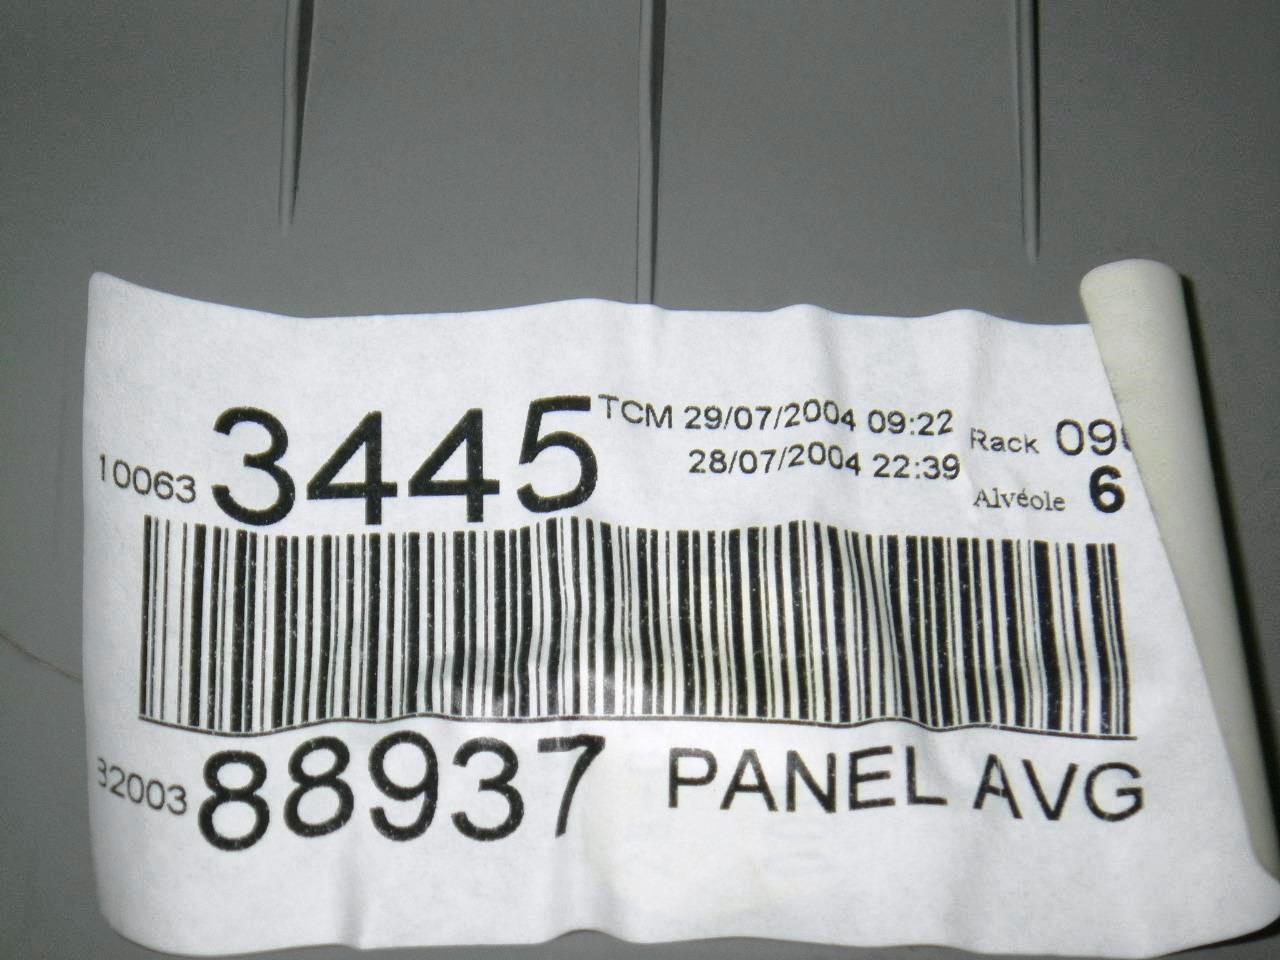 10063 3445 TCM 29/07/2004 09:22 Rack
28/07/2004 22:39 Alvéole 6
82003 88937 PANEL AVG